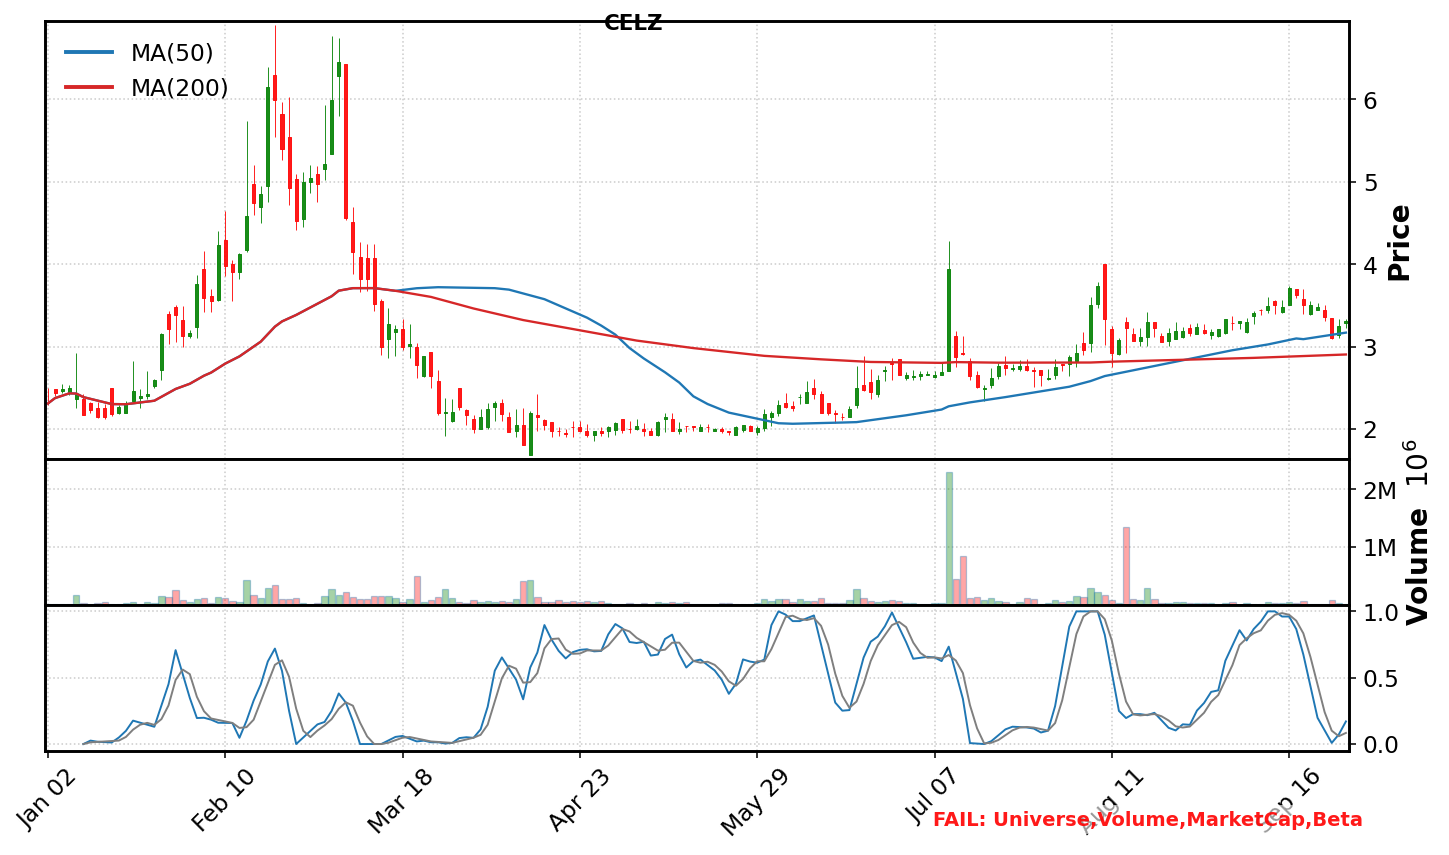 CELZ
MA(50)
MA(200)
6
5
4
3
2
Price
2M
1M
Volume 10^6
1.0
0.5
0.0
Jan 02
Feb 10
Mar 18
Apr 23
May 29
Jul 07
Aug 11
Sep 16
FAIL: Universe,Volume,MarketCap,Beta